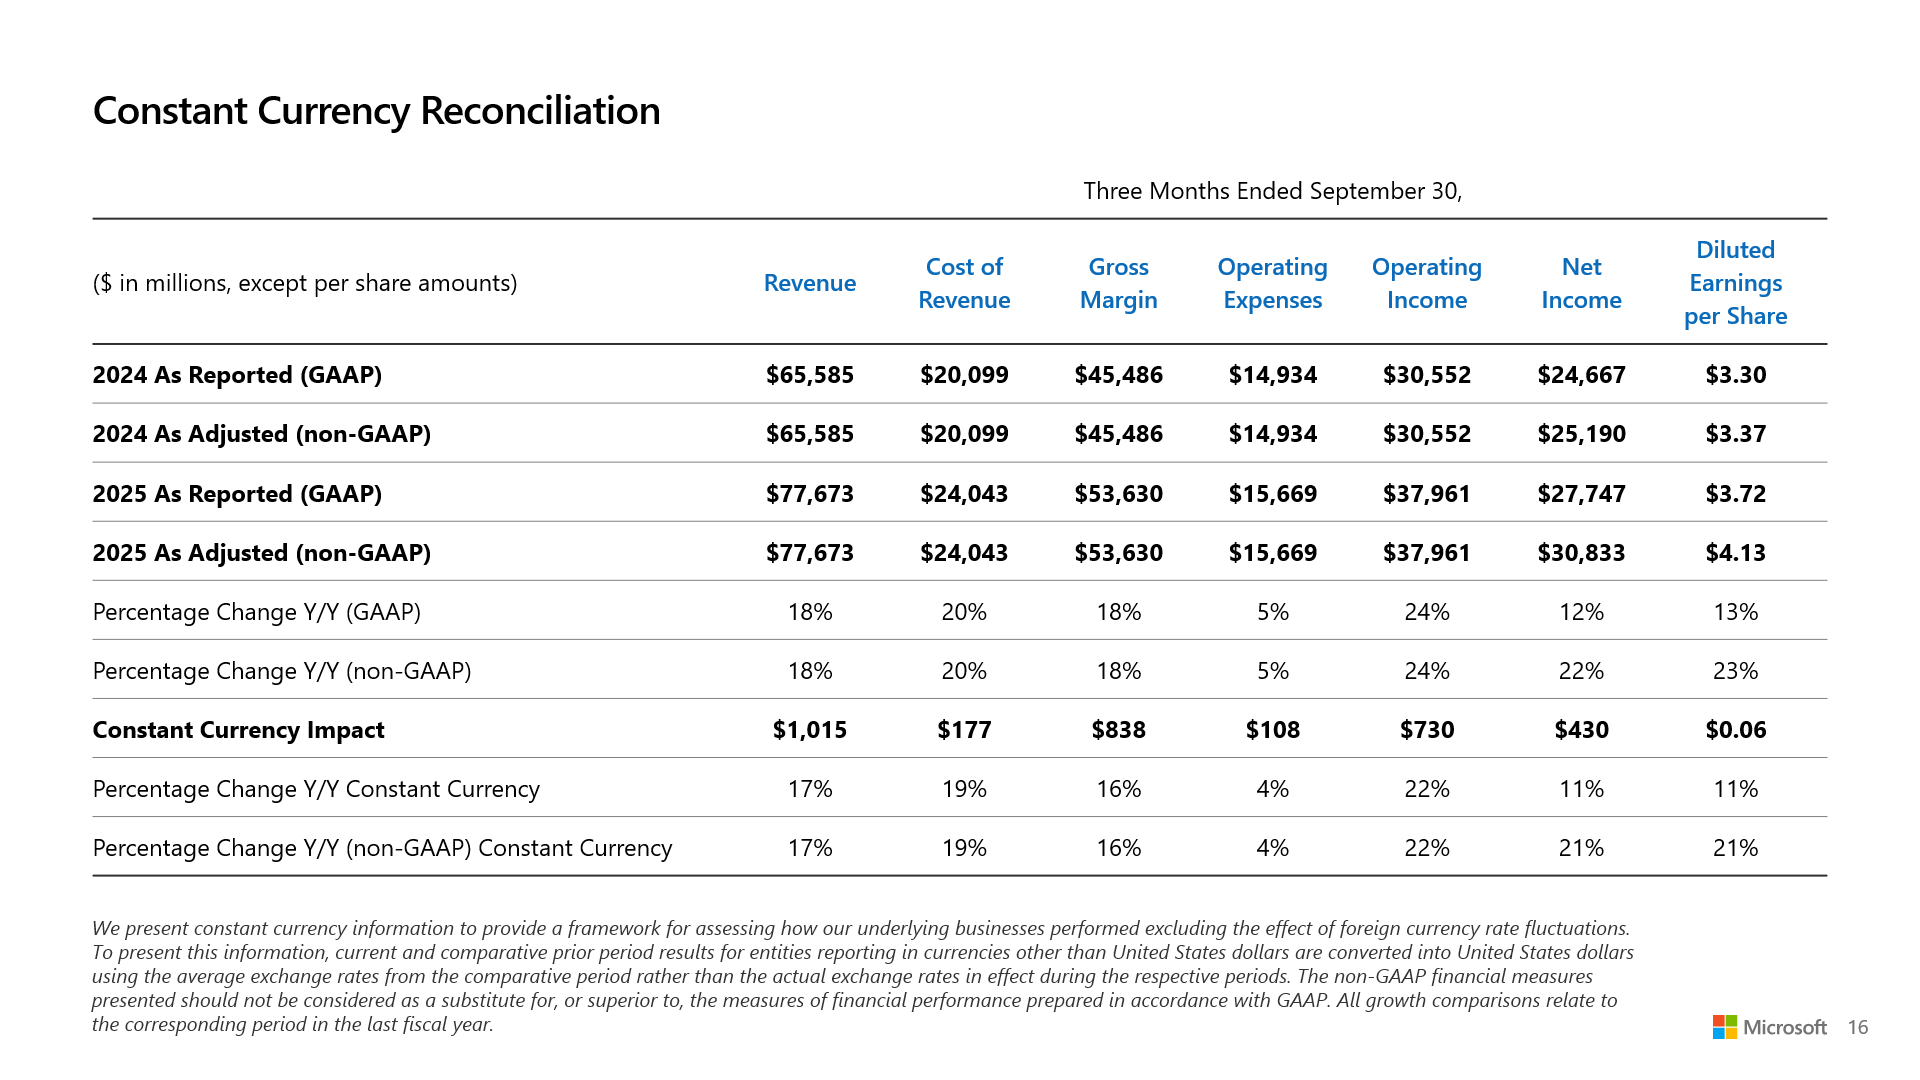 Constant Currency Reconciliation
Three Months Ended September 30,
($ in millions, except per share amounts) Revenue Cost of Revenue Gross Margin Operating Expenses Operating Income Net Income Diluted Earnings per Share
2024 As Reported (GAAP) $65,585 $20,099 $45,486 $14,934 $30,552 $24,667 $3.30
2024 As Adjusted (non-GAAP) $65,585 $20,099 $45,486 $14,934 $30,552 $25,190 $3.37
2025 As Reported (GAAP) $77,673 $24,043 $53,630 $15,669 $37,961 $27,747 $3.72
2025 As Adjusted (non-GAAP) $77,673 $24,043 $53,630 $15,669 $37,961 $30,833 $4.13
Percentage Change Y/Y (GAAP) 18% 20% 18% 5% 24% 12% 13%
Percentage Change Y/Y (non-GAAP) 18% 20% 18% 5% 24% 22% 23%
Constant Currency Impact $1,015 $177 $838 $108 $730 $430 $0.06
Percentage Change Y/Y Constant Currency 17% 19% 16% 4% 22% 11% 11%
Percentage Change Y/Y (non-GAAP) Constant Currency 17% 19% 16% 4% 22% 21% 21%
We present constant currency information to provide a framework for assessing how our underlying businesses performed excluding the effect of foreign currency rate fluctuations.
To present this information, current and comparative prior period results for entities reporting in currencies other than United States dollars are converted into United States dollars
using the average exchange rates from the comparative period rather than the actual exchange rates in effect during the respective periods. The non-GAAP financial measures
presented should not be considered as a substitute for, or superior to, the measures of financial performance prepared in accordance with GAAP. All growth comparisons relate to
the corresponding period in the last fiscal year.
Microsoft 16